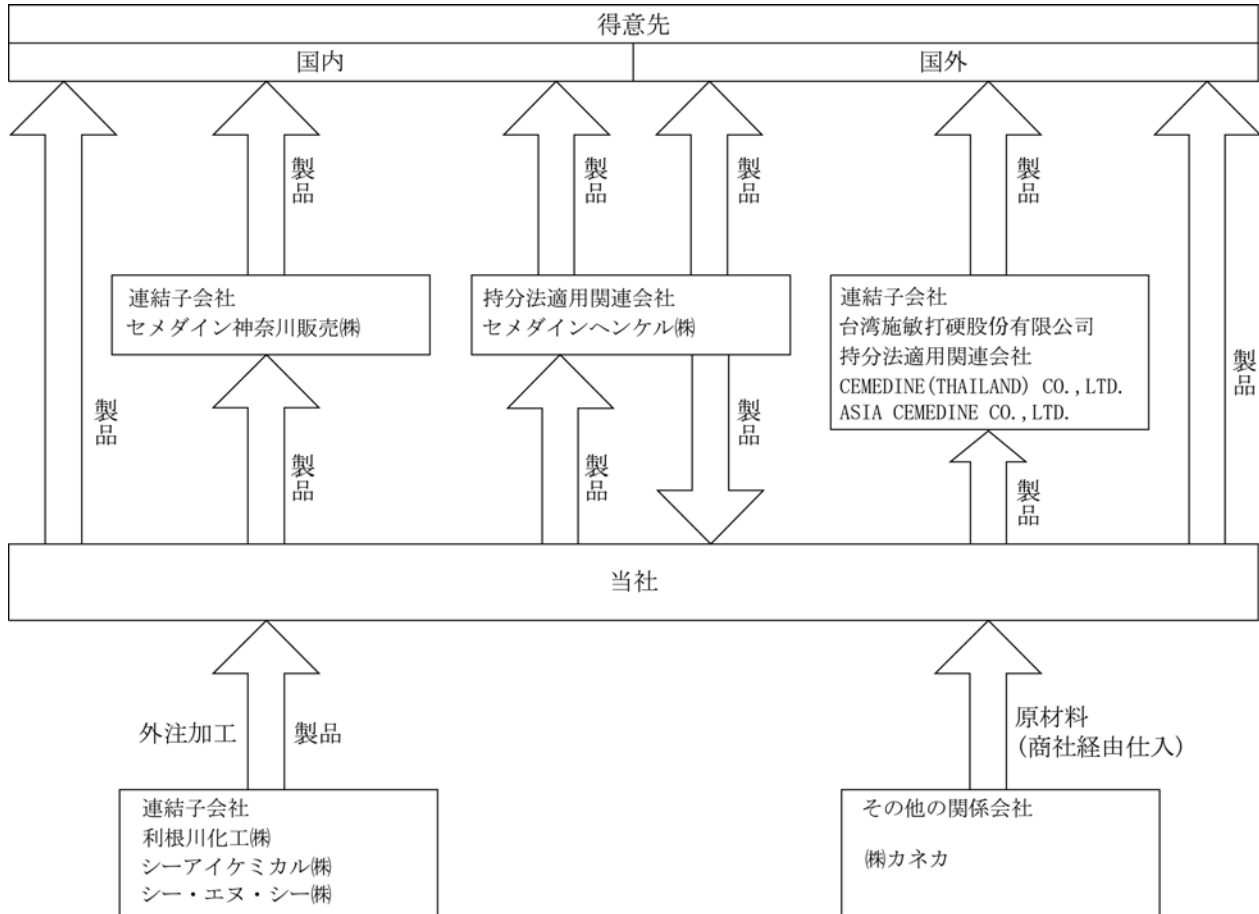 得意先
国内
国外
製品
製品
製品
製品
製品
製品
連結子会社
セメダイン神奈川販売㈱
持分法適用関連会社
セメダインヘンケル㈱
連結子会社
台湾施敏打硬股份有限公司
持分法適用関連会社
CEMEDINE(THAILAND) CO.,LTD.
ASIA CEMEDINE CO.,LTD.
製品
製品
製品
製品
当社
外注加工
製品
原材料
(商社経由仕入)
連結子会社
利根川化工㈱
シーアイケミカル㈱
シー・エヌ・シー㈱
その他の関係会社
㈱カネカ